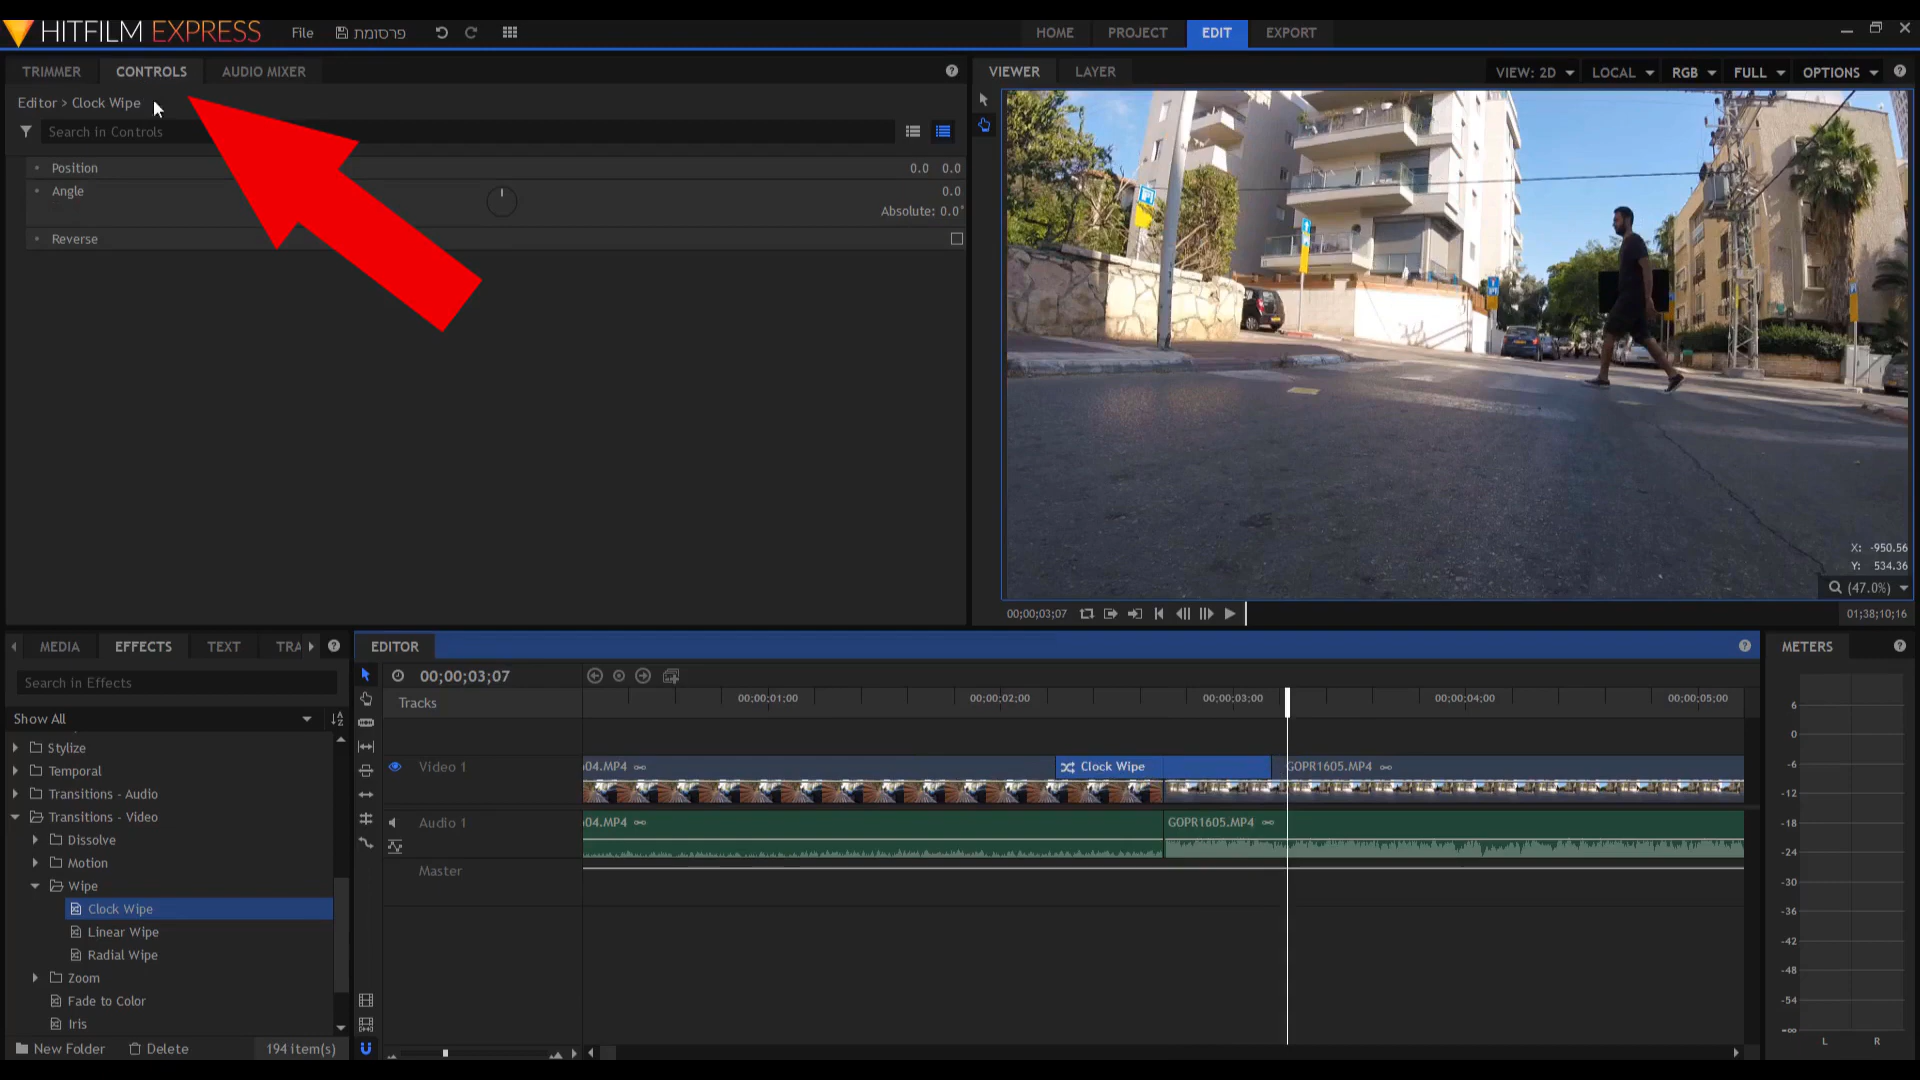 HITFILM EXPRESS
File
פרסומת
HOME
PROJECT
EDIT
EXPORT
TRIMMER
CONTROLS
AUDIO MIXER
Editor > Clock Wipe
Search in Controls
Position
0.0 0.0
Angle
0.0
Absolute: 0.0°
Reverse
VIEWER
LAYER
VIEW: 2D
LOCAL
RGB
FULL
OPTIONS
X: -950.56
Y: 534.36
(47.0%)
00;00;03;07
01;38;10;16
MEDIA
EFFECTS
TEXT
TRA
Search in Effects
Show All
Stylize
Temporal
Transitions - Audio
Transitions - Video
Dissolve
Motion
Wipe
Clock Wipe
Linear Wipe
Radial Wipe
Zoom
Fade to Color
Iris
New Folder
Delete
194 item(s)
EDITOR
00;00;03;07
Tracks
00;00;01;00
00;00;02;00
00;00;03;00
00;00;04;00
00;00;05;00
Video 1
04.MP4
Clock Wipe
GOPR1605.MP4
Audio 1
04.MP4
GOPR1605.MP4
Master
METERS
6
0
-6
-12
-18
-24
-30
-36
-42
-48
-54
-∞
L R